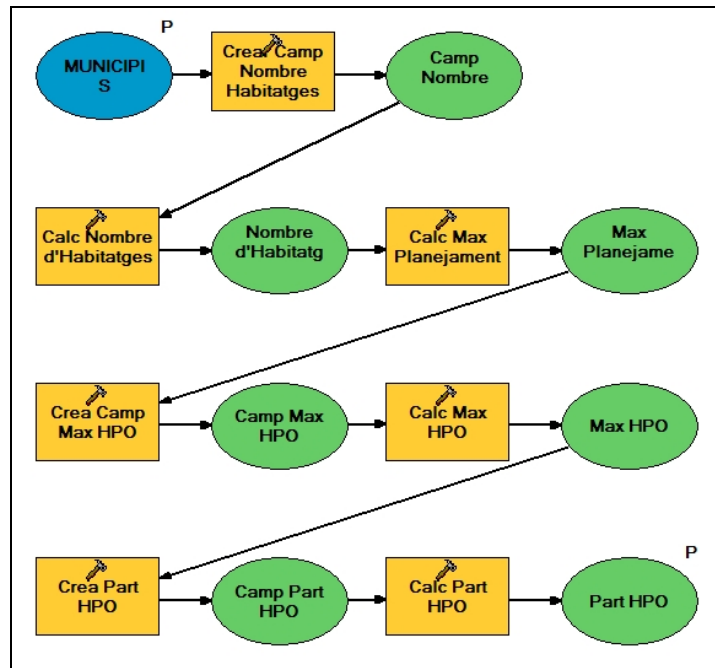 P
MUNICIPI
S
Crear Camp
Nombre
Habitatges
Camp
Nombre
Calc Nombre
d'Habitatges
Nombre
d'Habitatg
Calc Max
Planejament
Max
Planejame
Crea Camp
Max HPO
Camp Max
HPO
Calc Max
HPO
Max HPO
Crea Part
HPO
Camp Part
HPO
Calc Part
HPO
P
Part HPO